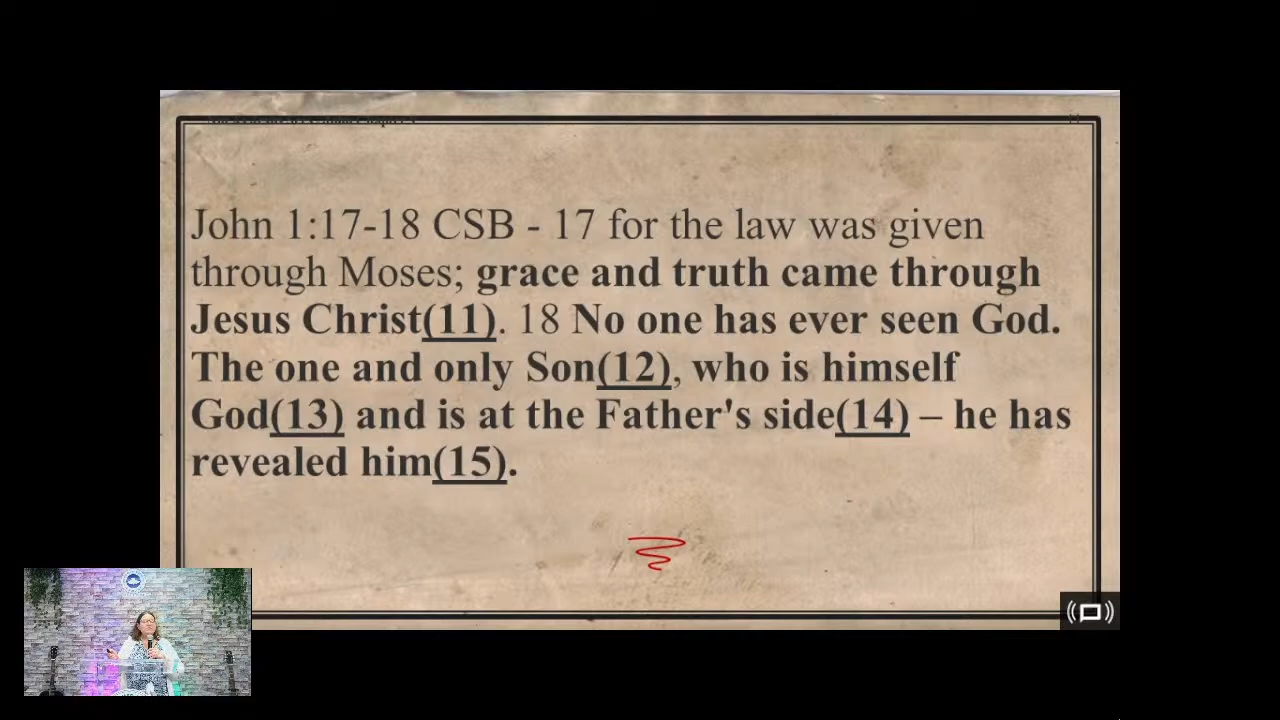 John 1:17-18 CSB - 17 for the law was given
through Moses; grace and truth came through
Jesus Christ(11). 18 No one has ever seen God.
The one and only Son(12), who is himself
God(13) and is at the Father's side(14) – he has
revealed him(15).